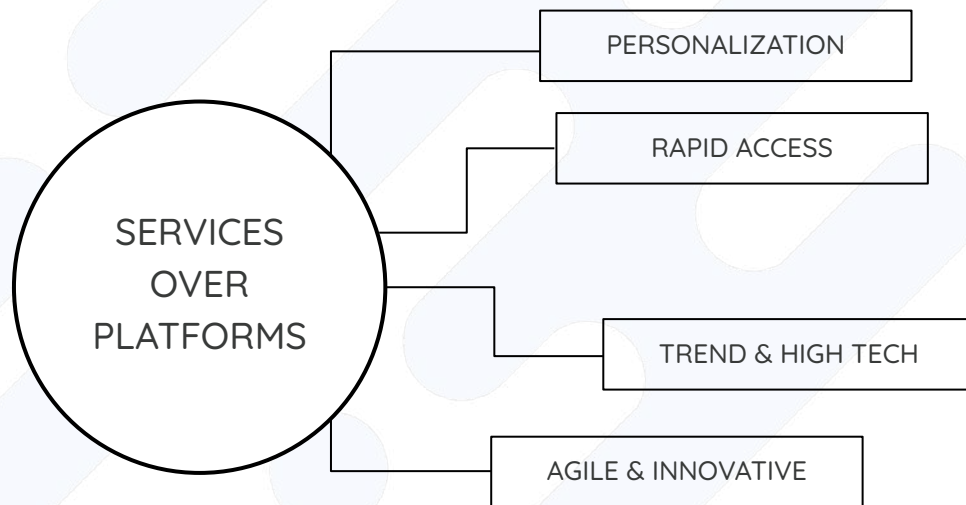 SERVICES
OVER
PLATFORMS
PERSONALIZATION
RAPID ACCESS
TREND & HIGH TECH
AGILE & INNOVATIVE